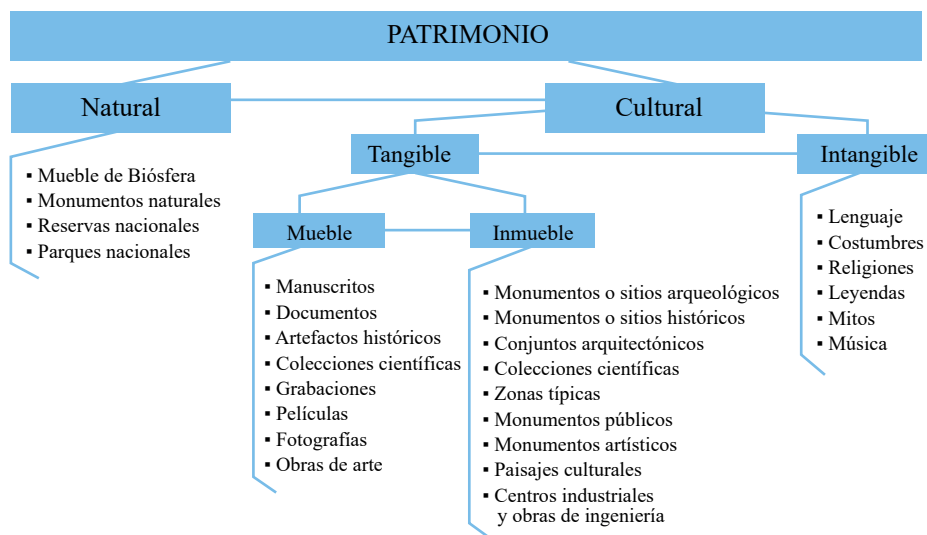 PATRIMONIO
Natural
Cultural
Tangible
Intangible
▪ Mueble de Biósfera
▪ Monumentos naturales
▪ Reservas nacionales
▪ Parques nacionales
Mueble
Inmueble
▪ Manuscritos
▪ Documentos
▪ Artefactos históricos
▪ Colecciones científicas
▪ Grabaciones
▪ Películas
▪ Fotografías
▪ Obras de arte
▪ Monumentos o sitios arqueológicos
▪ Monumentos o sitios históricos
▪ Conjuntos arquitectónicos
▪ Colecciones científicas
▪ Zonas típicas
▪ Monumentos públicos
▪ Monumentos artísticos
▪ Paisajes culturales
▪ Centros industriales
y obras de ingeniería
▪ Lenguaje
▪ Costumbres
▪ Religiones
▪ Leyendas
▪ Mitos
▪ Música